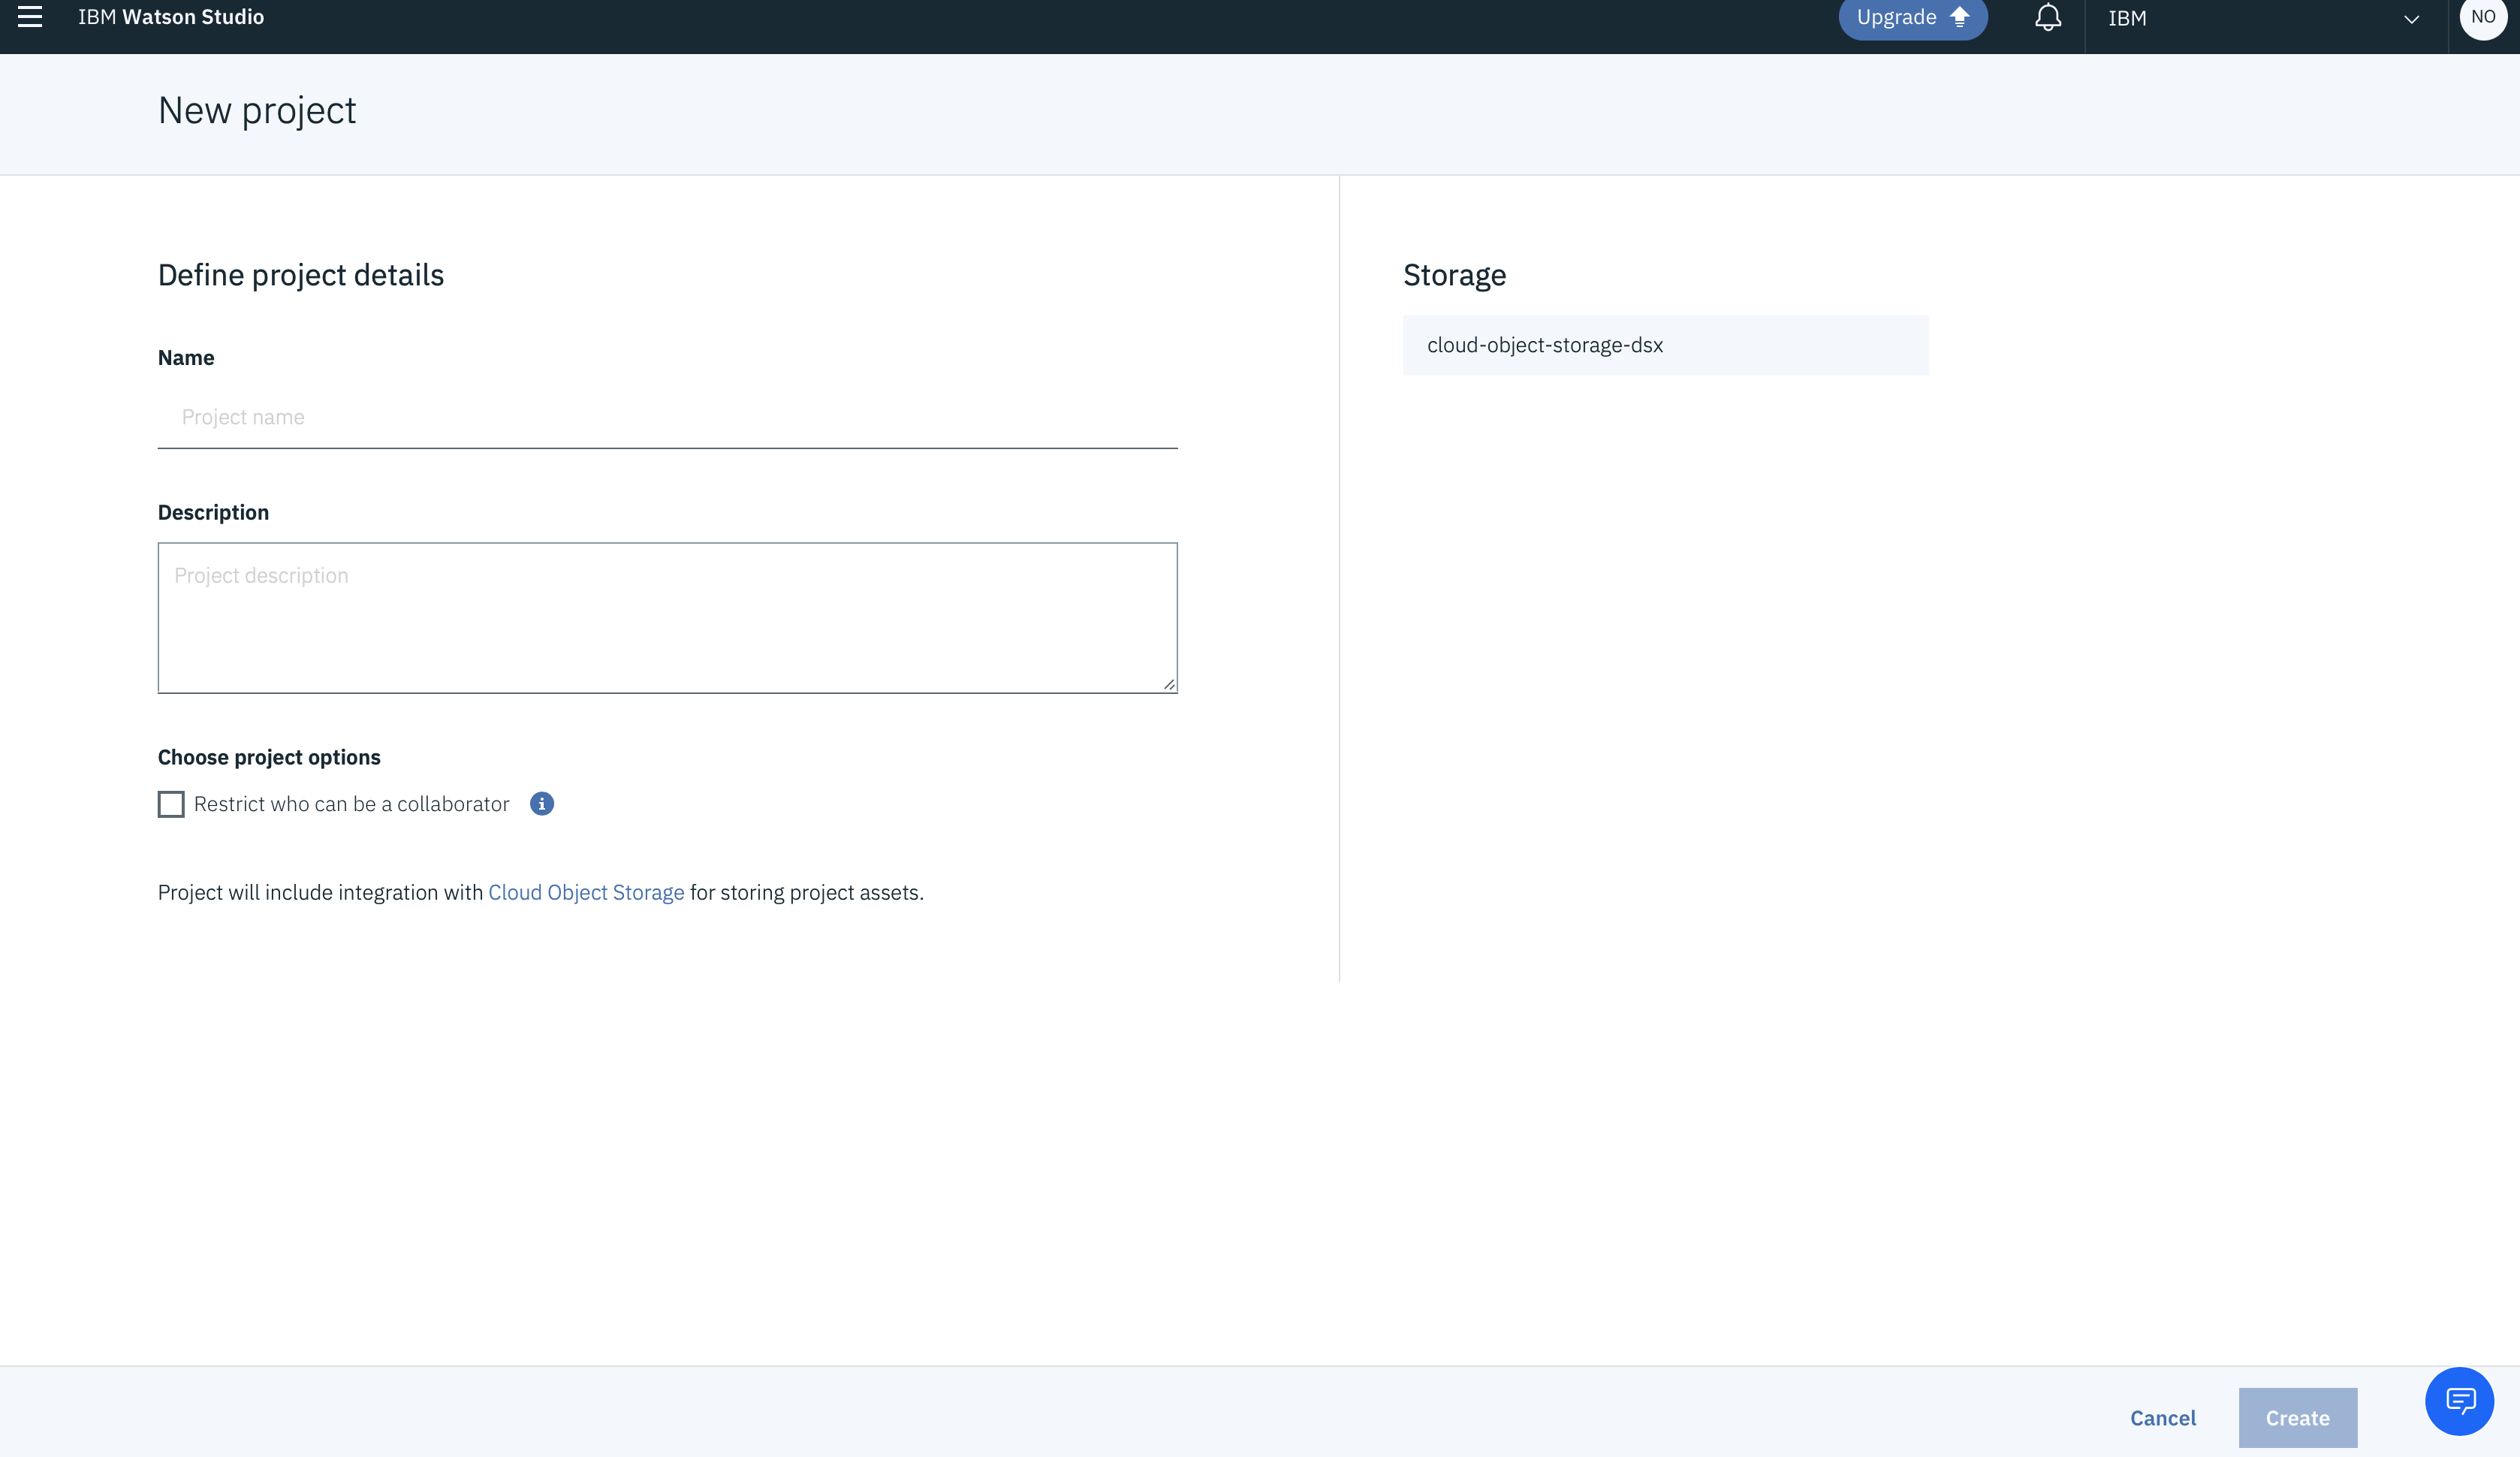 IBM Watson Studio
Upgrade
IBM
NO
New project
Define project details
Name
Project name
Description
Project description
Choose project options
Restrict who can be a collaborator
Project will include integration with Cloud Object Storage for storing project assets.
Storage
cloud-object-storage-dsx
Cancel
Create